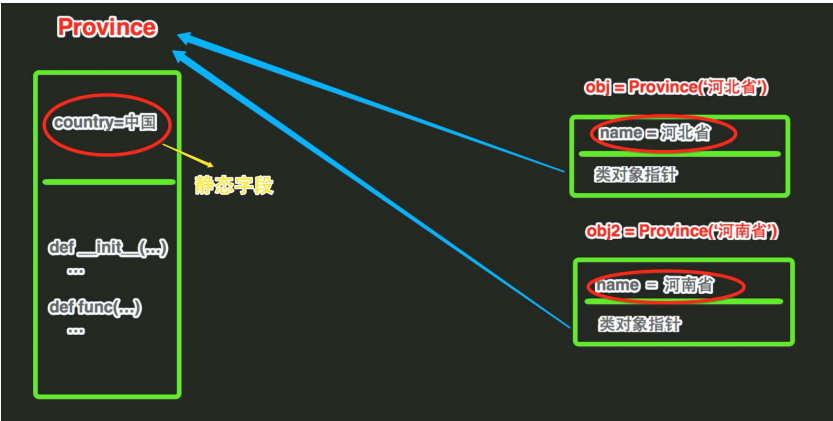 Province
country=中国
静态字段
def __init__(...)
...
def func(...)
...
obj = Province('河北省')
name = 河北省
类对象指针
obj2 = Province('河南省')
name = 河南省
类对象指针